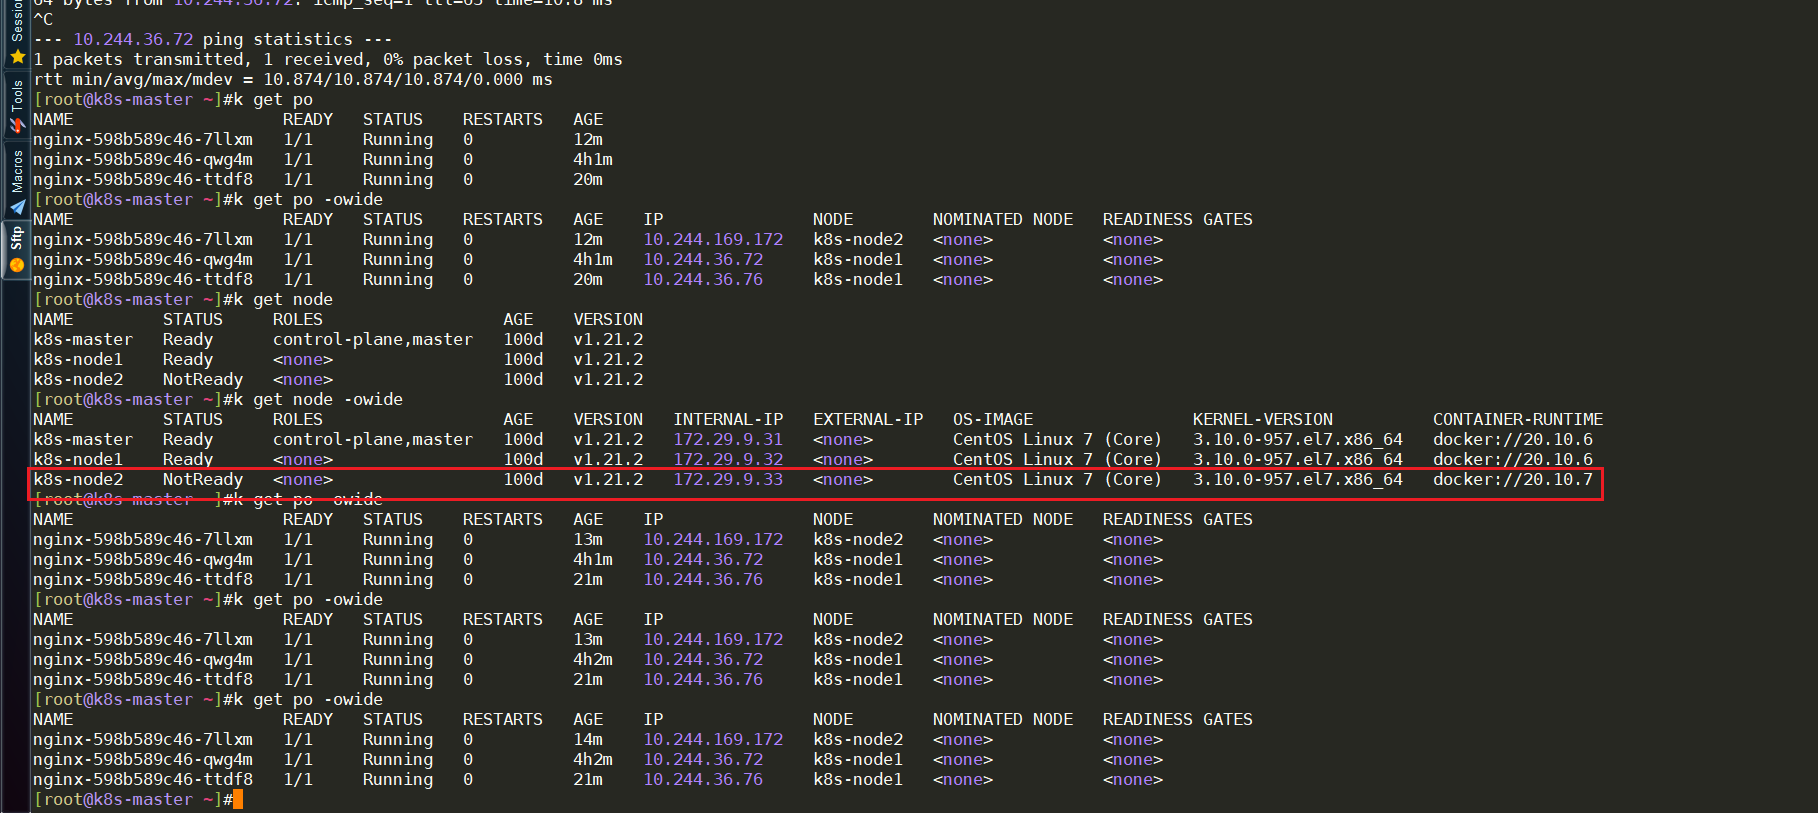 64 bytes from 10.244.36.72: icmp_seq=1 ttl=63 time=10.8 ms
^C
--- 10.244.36.72 ping statistics ---
1 packets transmitted, 1 received, 0% packet loss, time 0ms
rtt min/avg/max/mdev = 10.874/10.874/10.874/0.000 ms
[root@k8s-master ~]#k get po
NAME READY STATUS RESTARTS AGE
nginx-598b589c46-7llxm 1/1 Running 0 12m
nginx-598b589c46-qwg4m 1/1 Running 0 4h1m
nginx-598b589c46-ttdf8 1/1 Running 0 20m
[root@k8s-master ~]#k get po -owide
NAME READY STATUS RESTARTS AGE IP NODE NOMINATED NODE READINESS GATES
nginx-598b589c46-7llxm 1/1 Running 0 12m 10.244.169.172 k8s-node2 <none> <none>
nginx-598b589c46-qwg4m 1/1 Running 0 4h1m 10.244.36.72 k8s-node1 <none> <none>
nginx-598b589c46-ttdf8 1/1 Running 0 20m 10.244.36.76 k8s-node1 <none> <none>
[root@k8s-master ~]#k get node
NAME STATUS ROLES AGE VERSION
k8s-master Ready control-plane,master 100d v1.21.2
k8s-node1 Ready <none> 100d v1.21.2
k8s-node2 NotReady <none> 100d v1.21.2
[root@k8s-master ~]#k get node -owide
NAME STATUS ROLES AGE VERSION INTERNAL-IP EXTERNAL-IP OS-IMAGE KERNEL-VERSION CONTAINER-RUNTIME
k8s-master Ready control-plane,master 100d v1.21.2 172.29.9.31 <none> CentOS Linux 7 (Core) 3.10.0-957.el7.x86_64 docker://20.10.6
k8s-node1 Ready <none> 100d v1.21.2 172.29.9.32 <none> CentOS Linux 7 (Core) 3.10.0-957.el7.x86_64 docker://20.10.6
k8s-node2 NotReady <none> 100d v1.21.2 172.29.9.33 <none> CentOS Linux 7 (Core) 3.10.0-957.el7.x86_64 docker://20.10.7
[root@k8s-master ~]#k get po -owide
NAME READY STATUS RESTARTS AGE IP NODE NOMINATED NODE READINESS GATES
nginx-598b589c46-7llxm 1/1 Running 0 13m 10.244.169.172 k8s-node2 <none> <none>
nginx-598b589c46-qwg4m 1/1 Running 0 4h1m 10.244.36.72 k8s-node1 <none> <none>
nginx-598b589c46-ttdf8 1/1 Running 0 21m 10.244.36.76 k8s-node1 <none> <none>
[root@k8s-master ~]#k get po -owide
NAME READY STATUS RESTARTS AGE IP NODE NOMINATED NODE READINESS GATES
nginx-598b589c46-7llxm 1/1 Running 0 13m 10.244.169.172 k8s-node2 <none> <none>
nginx-598b589c46-qwg4m 1/1 Running 0 4h2m 10.244.36.72 k8s-node1 <none> <none>
nginx-598b589c46-ttdf8 1/1 Running 0 21m 10.244.36.76 k8s-node1 <none> <none>
[root@k8s-master ~]#k get po -owide
NAME READY STATUS RESTARTS AGE IP NODE NOMINATED NODE READINESS GATES
nginx-598b589c46-7llxm 1/1 Running 0 14m 10.244.169.172 k8s-node2 <none> <none>
nginx-598b589c46-qwg4m 1/1 Running 0 4h2m 10.244.36.72 k8s-node1 <none> <none>
nginx-598b589c46-ttdf8 1/1 Running 0 21m 10.244.36.76 k8s-node1 <none> <none>
[root@k8s-master ~]#
Tools
Macros
Sftp